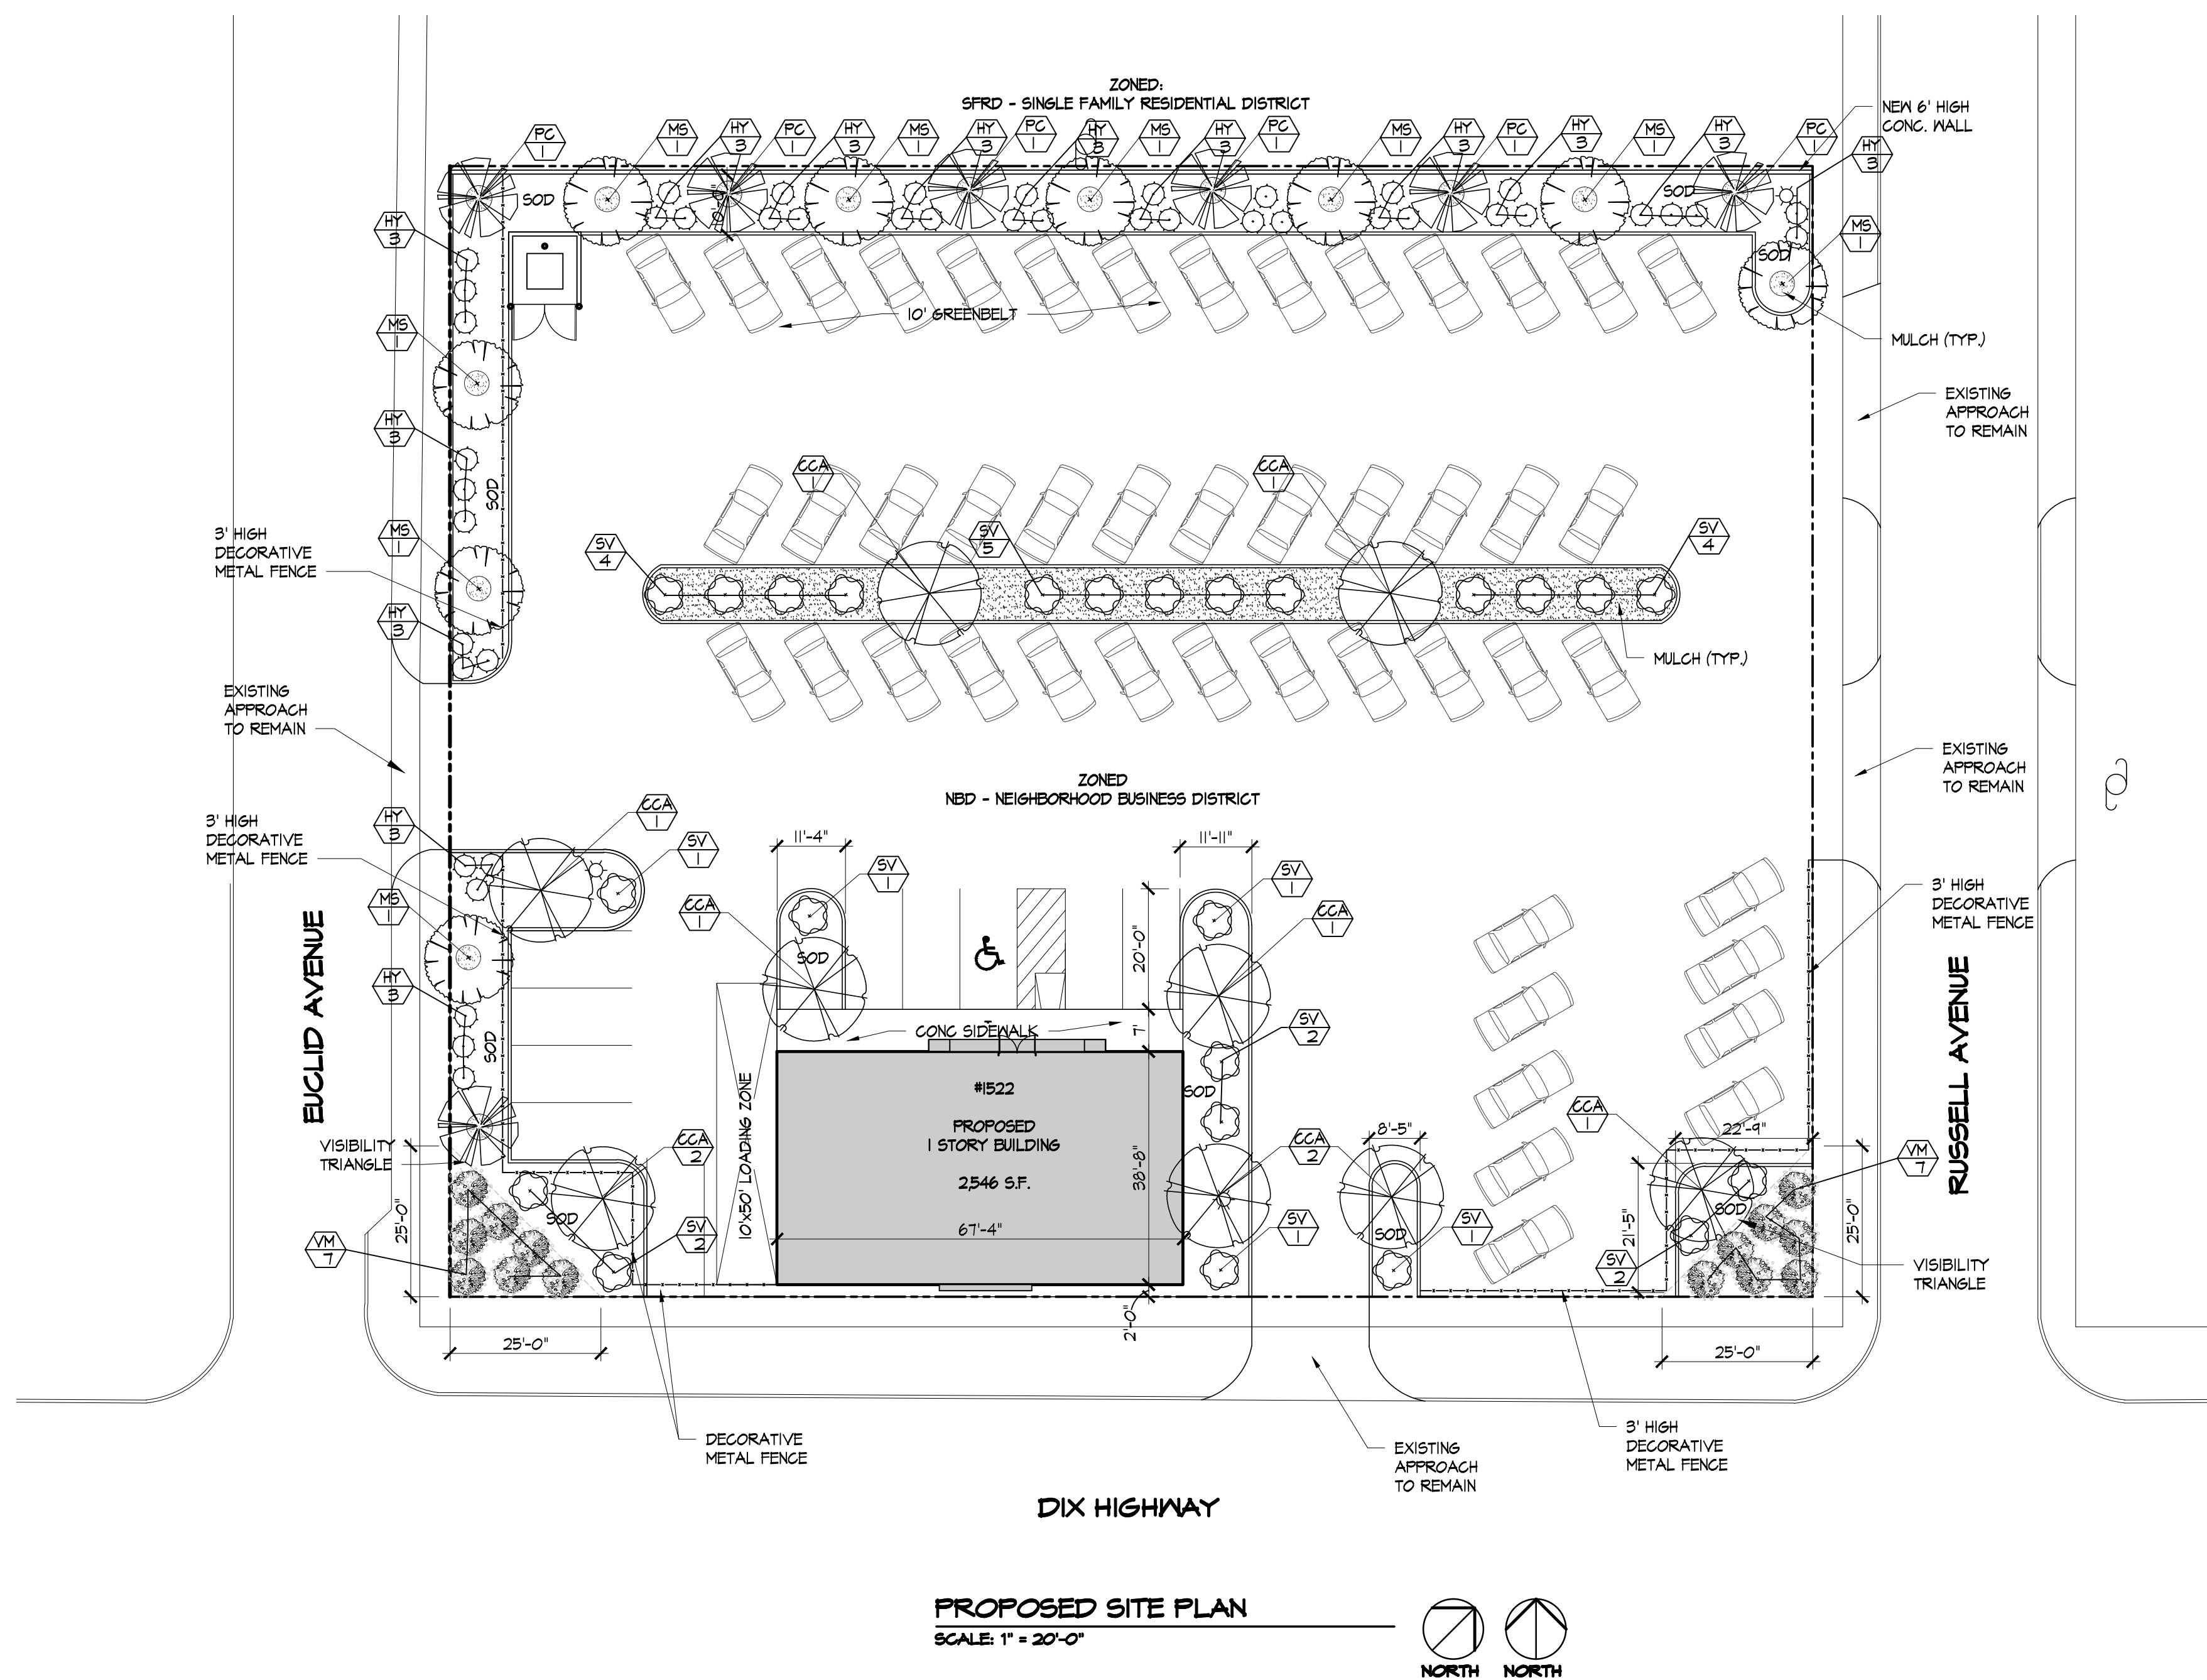 ZONED:
SFRD - SINGLE FAMILY RESIDENTIAL DISTRICT
NEW 6' HIGH
CONC. WALL
PC
1
MS
1
HY
3
PC
1
HY
3
MS
1
HY
3
PC
1
HY
3
MS
1
HY
3
PC
1
MS
1
HY
3
PC
1
HY
3
MS
1
HY
3
PC
1
HY
3
SOD
10'-0"
SOD
HY
3
MS
1
SOD
MS
1
10' GREENBELT
MULCH (TYP.)
EXISTING
APPROACH
TO REMAIN
HY
3
SOD
CCA
1
CCA
1
MS
1
3' HIGH
DECORATIVE
METAL FENCE
SV
4
SV
5
SV
4
HY
3
MULCH (TYP.)
EXISTING
APPROACH
TO REMAIN
EXISTING
APPROACH
TO REMAIN
ZONED
NBD - NEIGHBORHOOD BUSINESS DISTRICT
3' HIGH
DECORATIVE
METAL FENCE
HY
3
CCA
1
SV
1
11'-4"
11'-11"
SV
1
SV
1
MS
1
CCA
1
CCA
1
3' HIGH
DECORATIVE
METAL FENCE
EUCLID AVENUE
RUSSELL AVENUE
HY
3
SOD
SOD
20'-0"
CONC SIDEWALK
7'
SV
2
10'x50' LOADING ZONE
#1522
PROPOSED
1 STORY BUILDING
2,546 S.F.
38'-8"
67'-4"
SOD
VISIBILITY
TRIANGLE
CCA
2
CCA
2
8'-5"
CCA
1
22'-9"
VM
7
25'-0"
SOD
VM
7
SV
2
SV
1
SOD
SV
1
21'-5"
SOD
SV
2
25'-0"
VISIBILITY
TRIANGLE
2'-0"
25'-0"
25'-0"
DECORATIVE
METAL FENCE
EXISTING
APPROACH
TO REMAIN
3' HIGH
DECORATIVE
METAL FENCE
DIX HIGHWAY
PROPOSED SITE PLAN
SCALE: 1" = 20'-0"
NORTH
NORTH